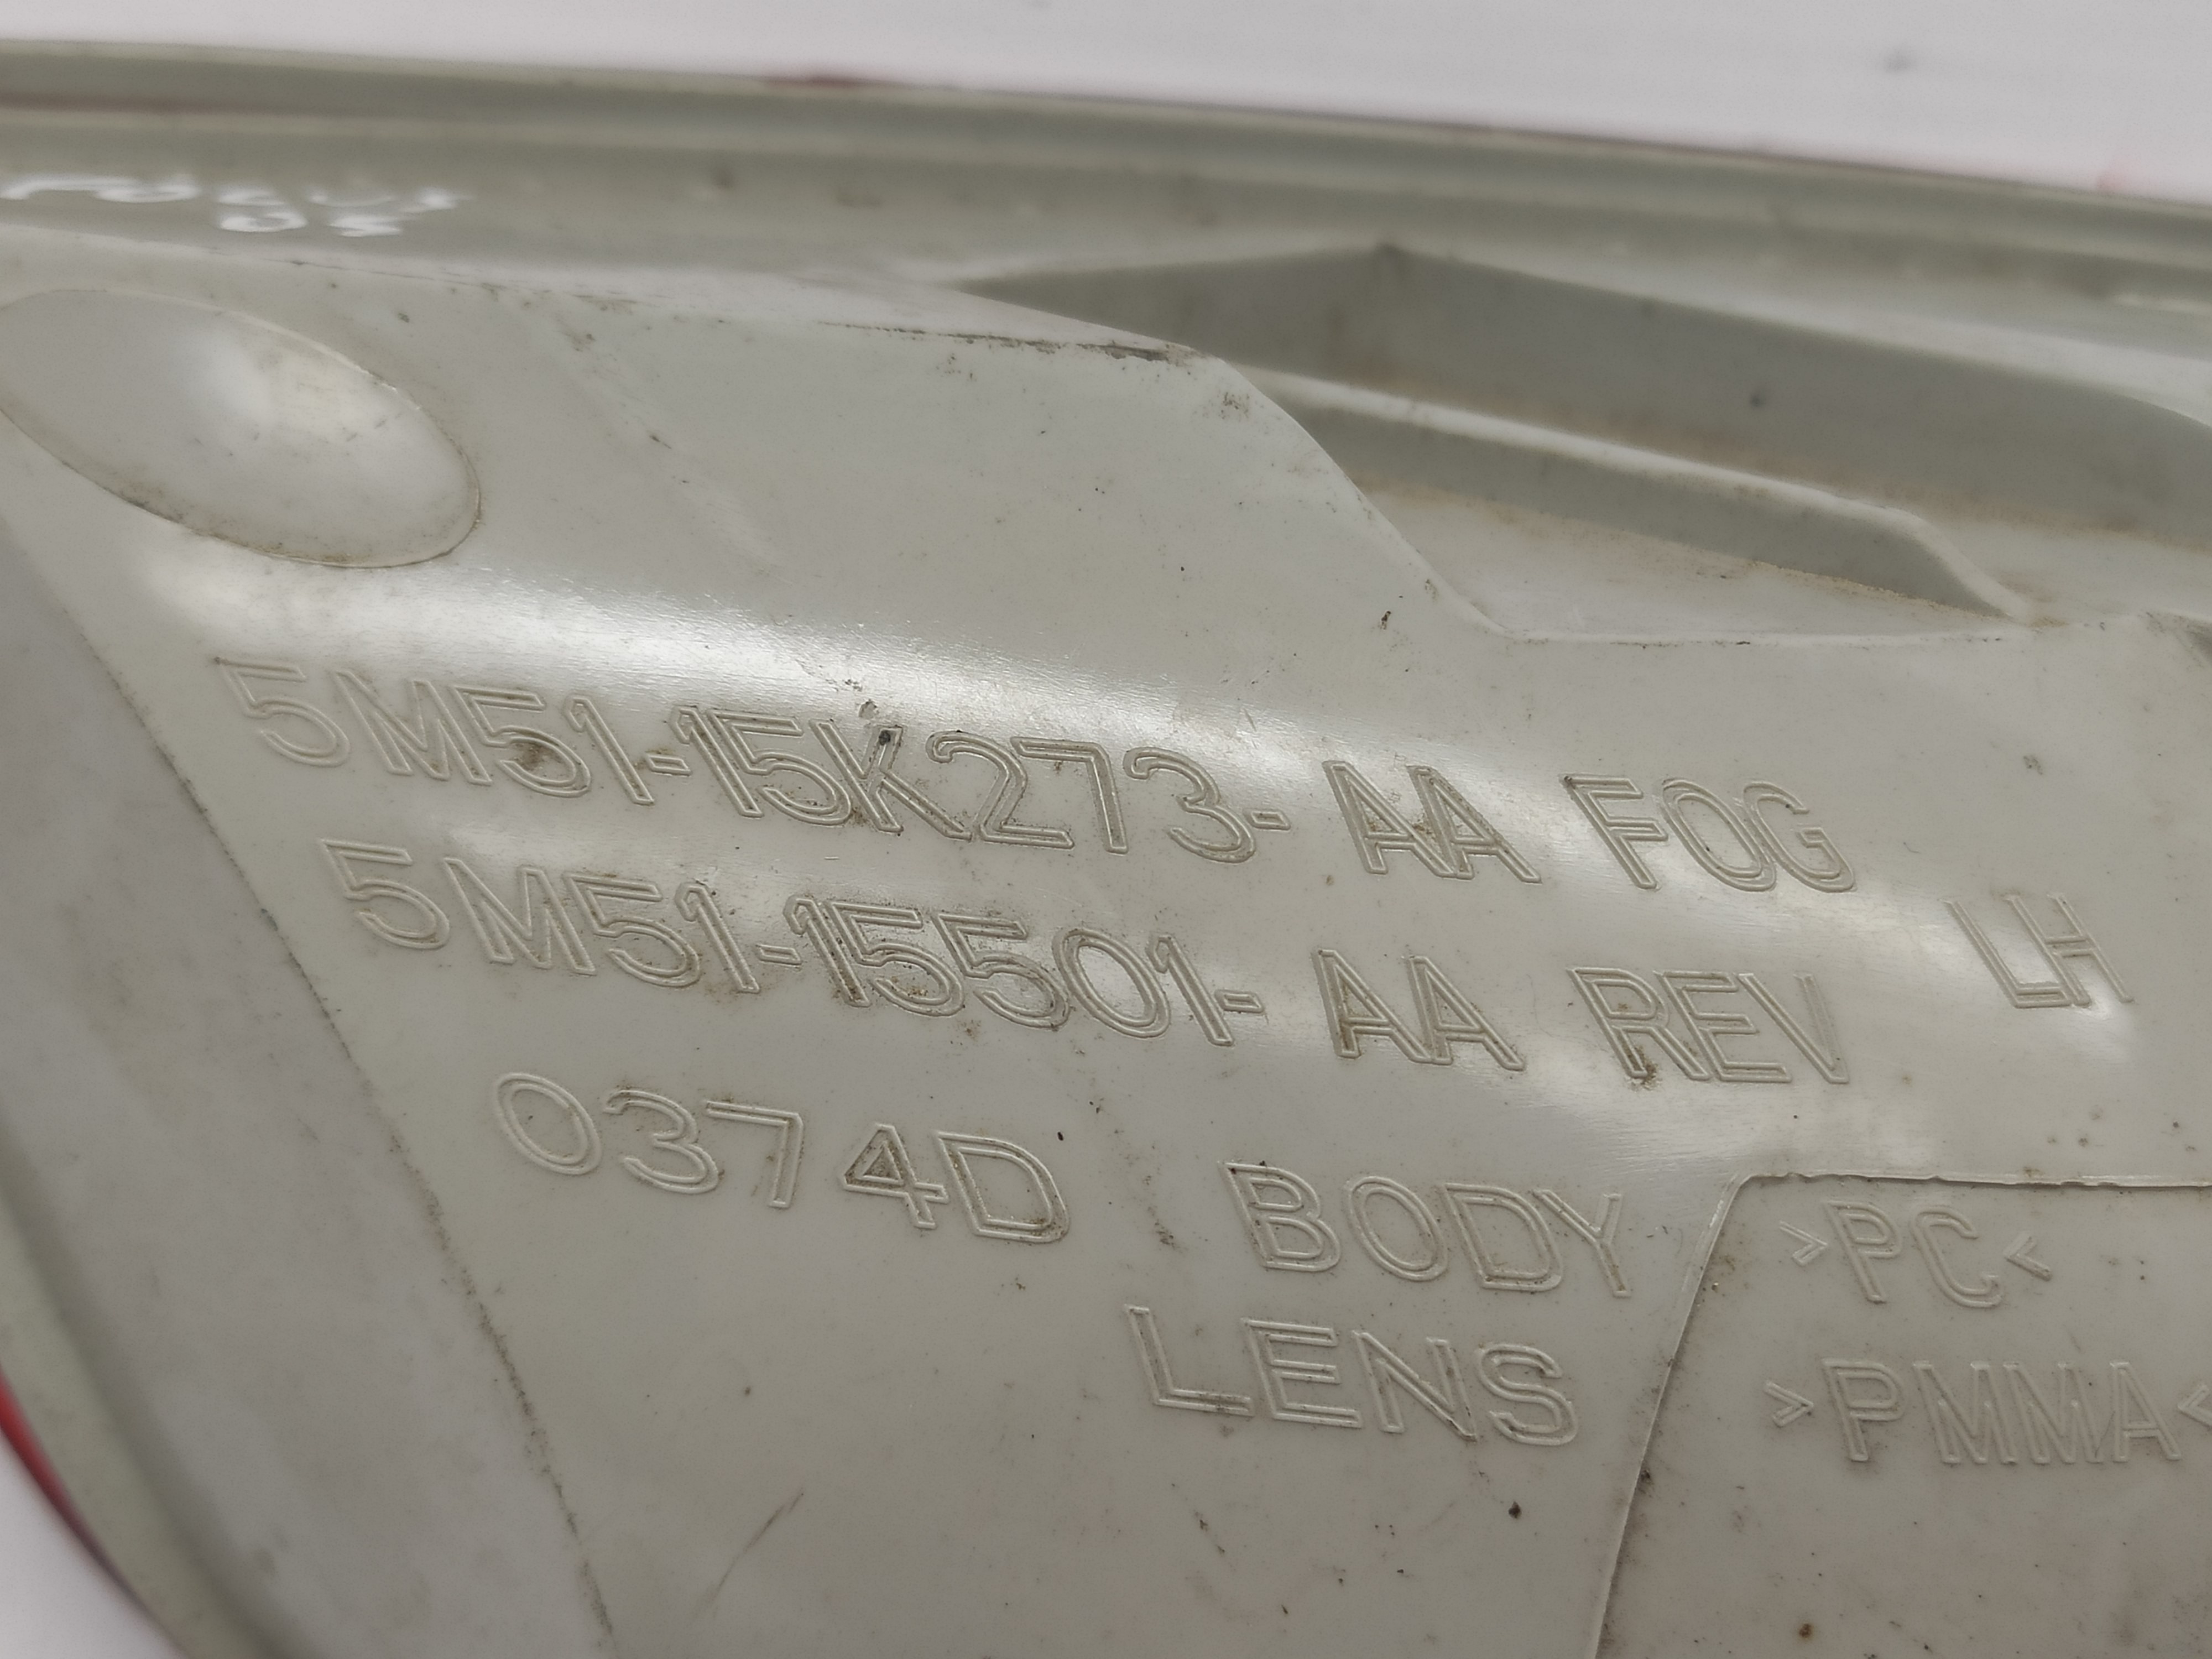 5M51-15K273- AA FOG
5M51-15501- AA REV LH
0374D BODY >PC<
LENS >PMMA<